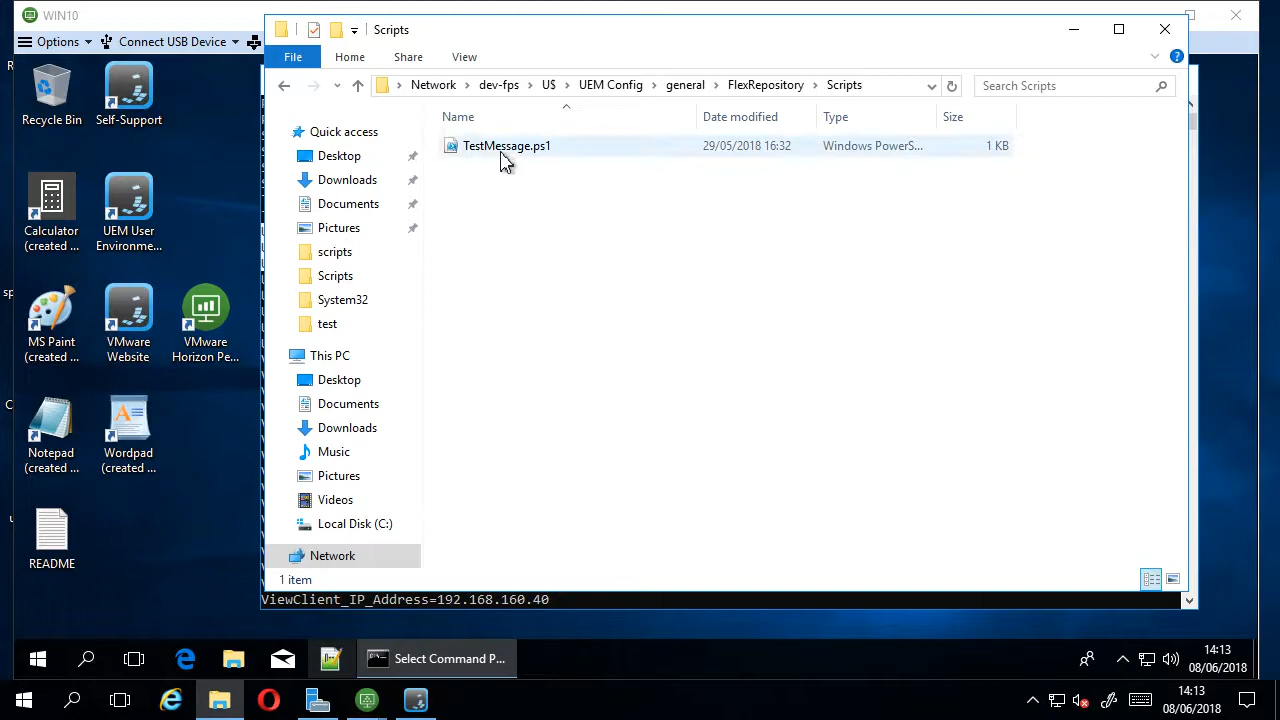 WIN10
Options
Connect USB Device
Scripts
File
Home
Share
View
Network
dev-fps
U$
UEM Config
general
FlexRepository
Scripts
Search Scripts
Name
Date modified
Type
Size
TestMessage.ps1
29/05/2018 16:32
Windows PowerS...
1 KB
Quick access
Desktop
Downloads
Documents
Pictures
scripts
Scripts
System32
test
This PC
Desktop
Documents
Downloads
Music
Pictures
Videos
Local Disk (C:)
Network
1 item
ViewClient_IP_Address=192.168.160.40
Recycle Bin
Self-Support
Calculator
(created ...
UEM User
Environme...
MS Paint
(created ...
VMware
Website
VMware
Horizon Pe...
Notepad
(created ...
Wordpad
(created ...
README
Select Command P...
14:13
08/06/2018
14:13
08/06/2018